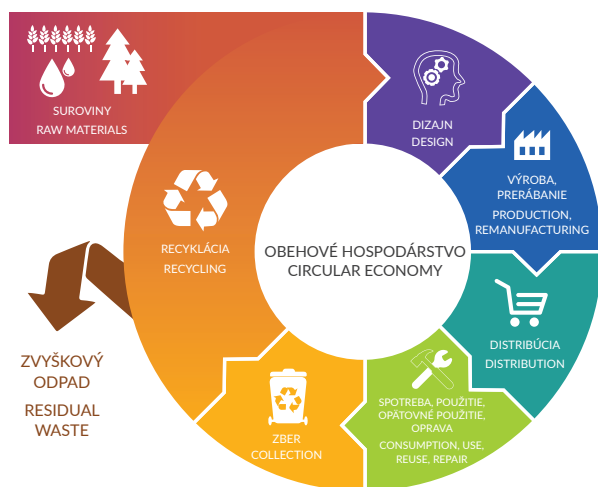 SUROVINY
RAW MATERIALS
DIZAJN
DESIGN
VÝROBA,
PRERÁBANIE
PRODUCTION,
REMANUFACTURING
RECYKLÁCIA
RECYCLING
OBEHOVÉ HOSPODÁRSTVO
CIRCULAR ECONOMY
DISTRIBÚCIA
DISTRIBUTION
ZVYŠKOVÝ
ODPAD
RESIDUAL
WASTE
SPOTREBA, POUŽITIE,
OPÄTOVNÉ POUŽITIE,
OPRAVA
CONSUMPTION, USE,
REUSE, REPAIR
ZBER
COLLECTION